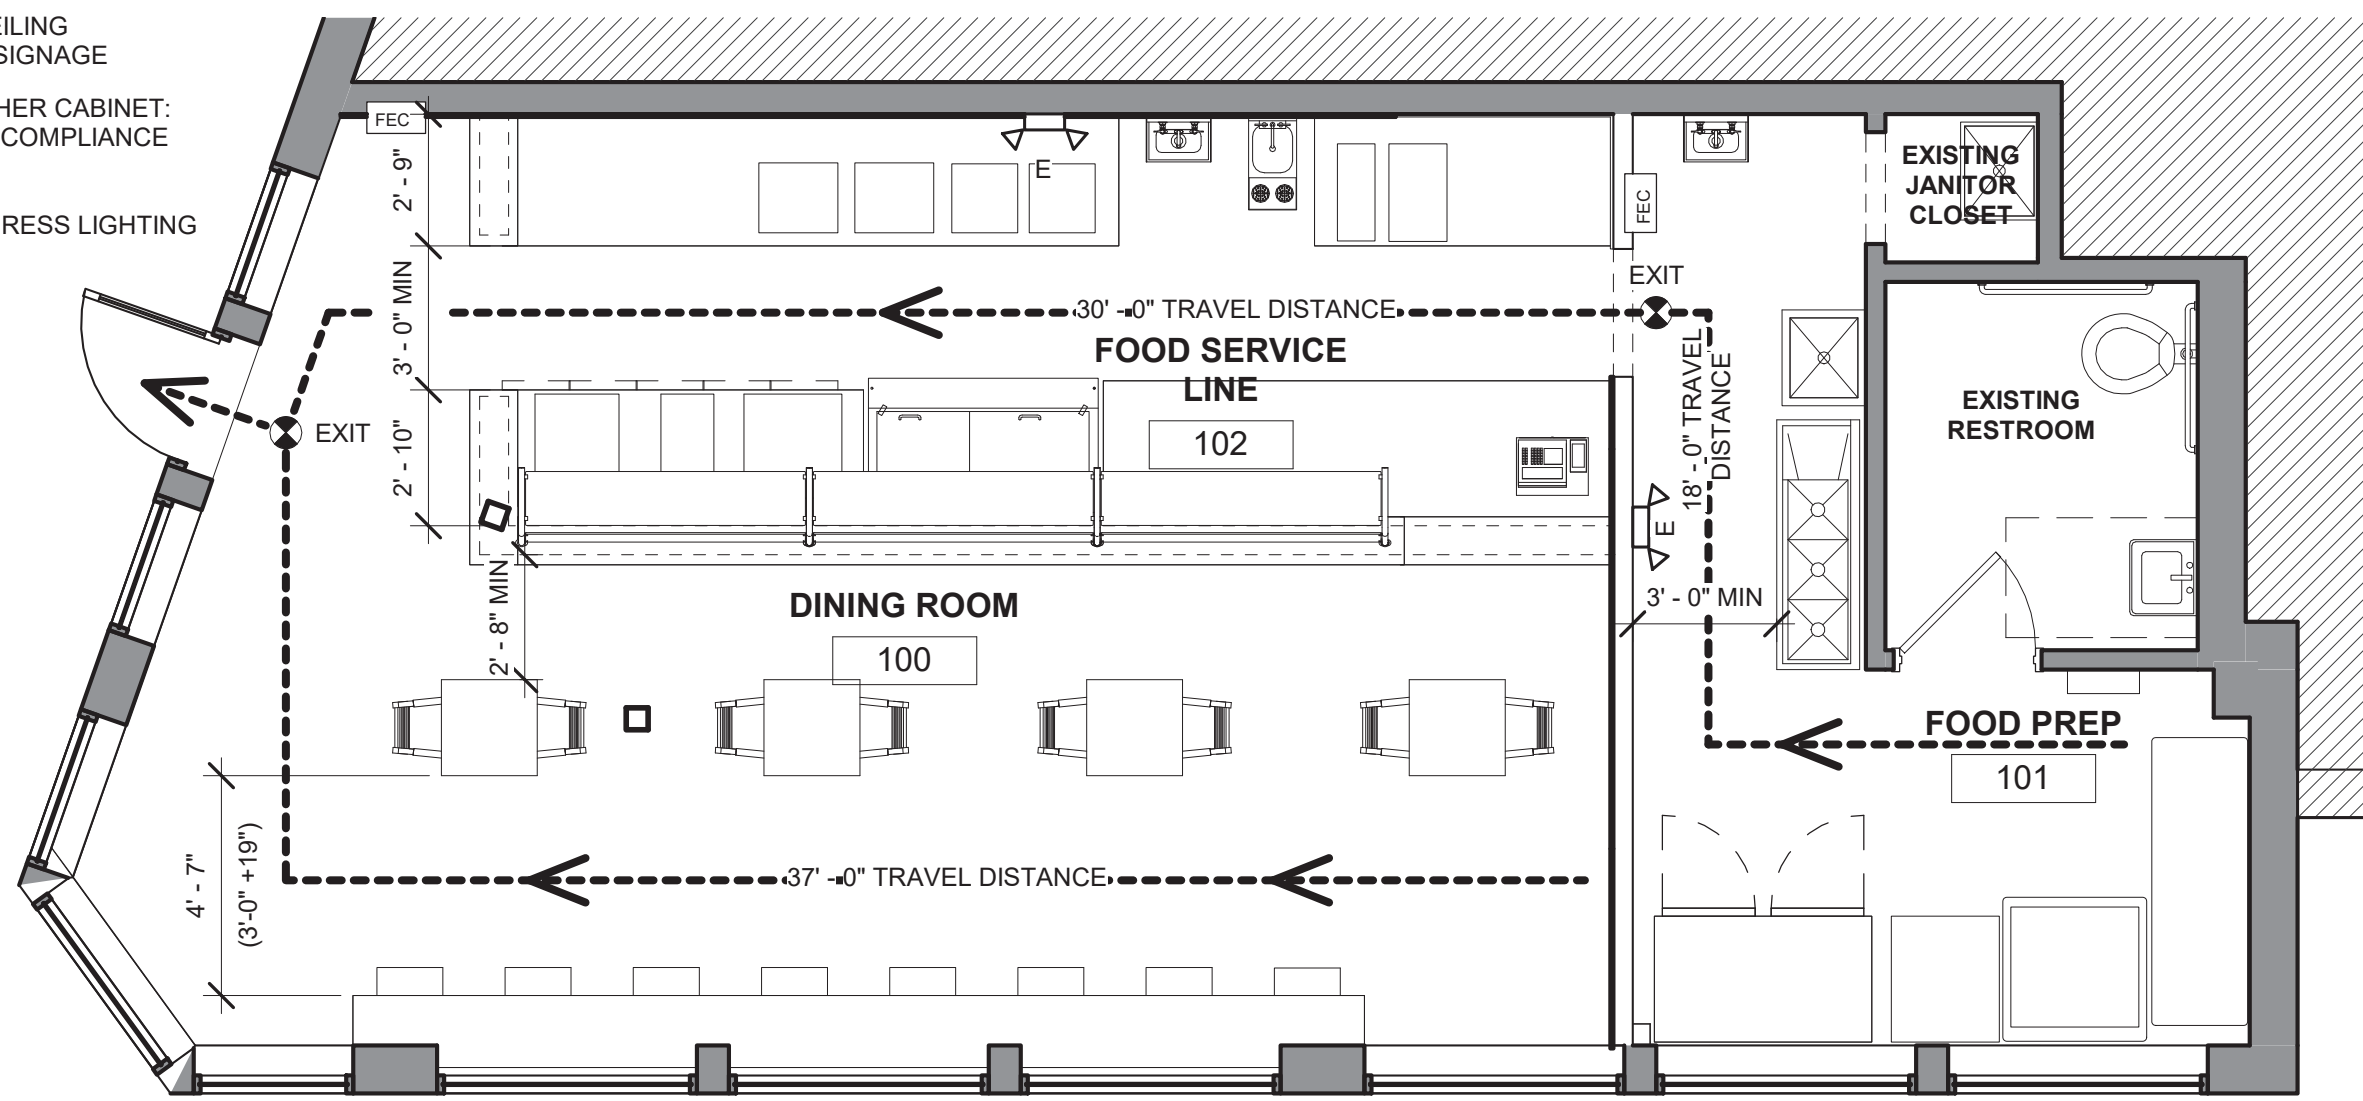 EILING
SIGNAGE
HER CABINET:
COMPLIANCE
RESS LIGHTING
FEC
2' - 9"
E
FEC
EXISTING
JANITOR
CLOSET
EXIT
3' - 0" MIN
30' - 0" TRAVEL DISTANCE
FOOD SERVICE
LINE
102
18' - 0" TRAVEL
DISTANCE
EXISTING
RESTROOM
EXIT
2' - 10"
E
2' - 8" MIN
DINING ROOM
100
3' - 0" MIN
FOOD PREP
101
4' - 7"
(3'-0" +19")
37' - 0" TRAVEL DISTANCE